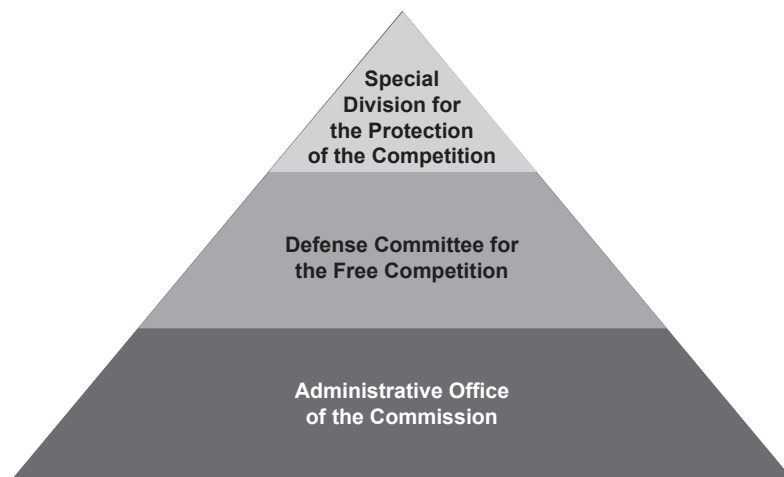 Special
Division for
the Protection
of the Competition
Defense Committee for
the Free Competition
Administrative Office
of the Commission